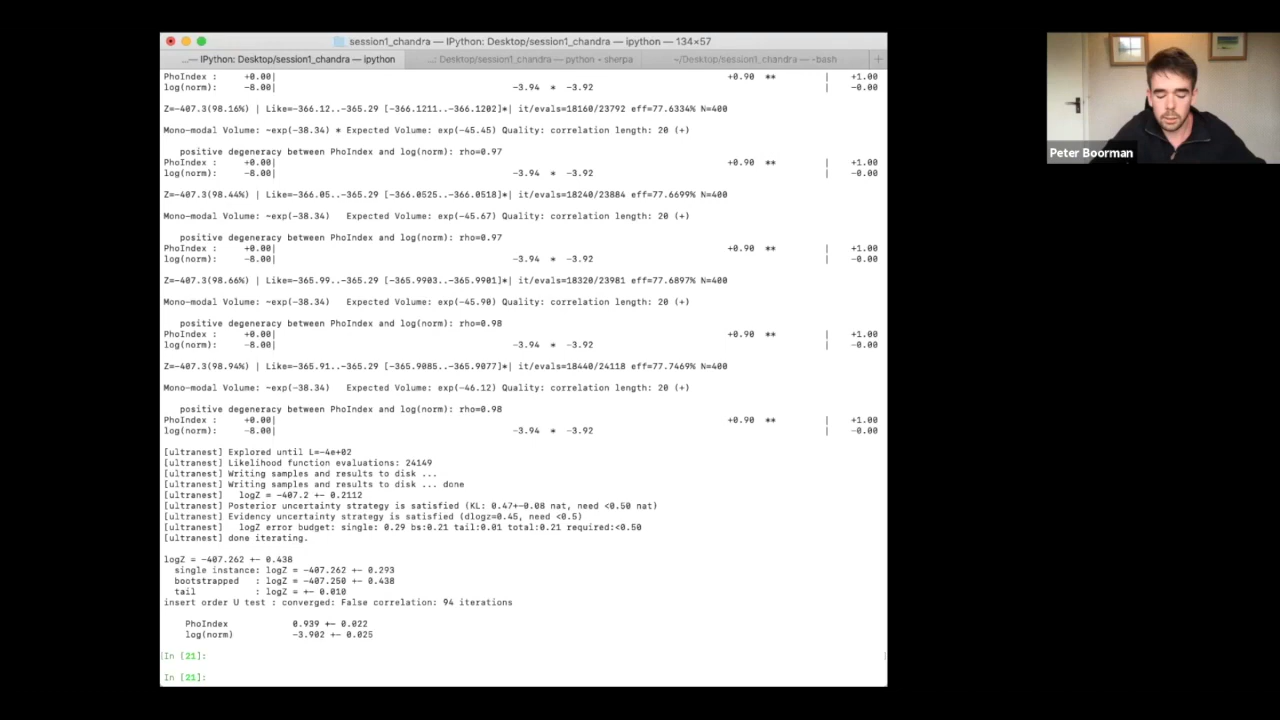 session1_chandra — IPython: Desktop/session1_chandra — ipython — 134×57
...— IPython: Desktop/session1_chandra — ipython
...: Desktop/session1_chandra — python • sherpa
~/Desktop/session1_chandra — -bash
+
PhoIndex : +0.00| +0.90 ** | +1.00
log(norm): -8.00| -3.94 * -3.92 | -0.00
Z=-407.3(98.16%) | Like=-366.12..-365.29 [-366.1211..-366.1202]*| it/evals=18160/23792 eff=77.6334% N=400
Mono-modal Volume: ~exp(-38.34) * Expected Volume: exp(-45.45) Quality: correlation length: 20 (+)
positive degeneracy between PhoIndex and log(norm): rho=0.97
PhoIndex : +0.00| +0.90 ** | +1.00
log(norm): -8.00| -3.94 * -3.92 | -0.00
Z=-407.3(98.44%) | Like=-366.05..-365.29 [-366.0525..-366.0518]*| it/evals=18240/23884 eff=77.6699% N=400
Mono-modal Volume: ~exp(-38.34) Expected Volume: exp(-45.67) Quality: correlation length: 20 (+)
positive degeneracy between PhoIndex and log(norm): rho=0.97
PhoIndex : +0.00| +0.90 ** | +1.00
log(norm): -8.00| -3.94 * -3.92 | -0.00
Z=-407.3(98.66%) | Like=-365.99..-365.29 [-365.9903..-365.9901]*| it/evals=18320/23981 eff=77.6897% N=400
Mono-modal Volume: ~exp(-38.34) Expected Volume: exp(-45.90) Quality: correlation length: 20 (+)
positive degeneracy between PhoIndex and log(norm): rho=0.98
PhoIndex : +0.00| +0.90 ** | +1.00
log(norm): -8.00| -3.94 * -3.92 | -0.00
Z=-407.3(98.94%) | Like=-365.91..-365.29 [-365.9085..-365.9077]*| it/evals=18440/24118 eff=77.7469% N=400
Mono-modal Volume: ~exp(-38.34) Expected Volume: exp(-46.12) Quality: correlation length: 20 (+)
positive degeneracy between PhoIndex and log(norm): rho=0.98
PhoIndex : +0.00| +0.90 ** | +1.00
log(norm): -8.00| -3.94 * -3.92 | -0.00
[ultranest] Explored until L=-4e+02
[ultranest] Likelihood function evaluations: 24149
[ultranest] Writing samples and results to disk ...
[ultranest] Writing samples and results to disk ... done
[ultranest] logZ = -407.2 +- 0.2112
[ultranest] Posterior uncertainty strategy is satisfied (KL: 0.47+-0.08 nat, need <0.50 nat)
[ultranest] Evidency uncertainty strategy is satisfied (dlogz=0.45, need <0.5)
[ultranest] logZ error budget: single: 0.29 bs:0.21 tail:0.01 total:0.21 required:<0.50
[ultranest] done iterating.
logZ = -407.262 +- 0.438
single instance: logZ = -407.262 +- 0.293
bootstrapped : logZ = -407.250 +- 0.438
tail : logZ = +- 0.010
insert order U test : converged: False correlation: 94 iterations
PhoIndex 0.939 +- 0.022
log(norm) -3.902 +- 0.025
[In [21]:
In [21]:
Peter Boorman